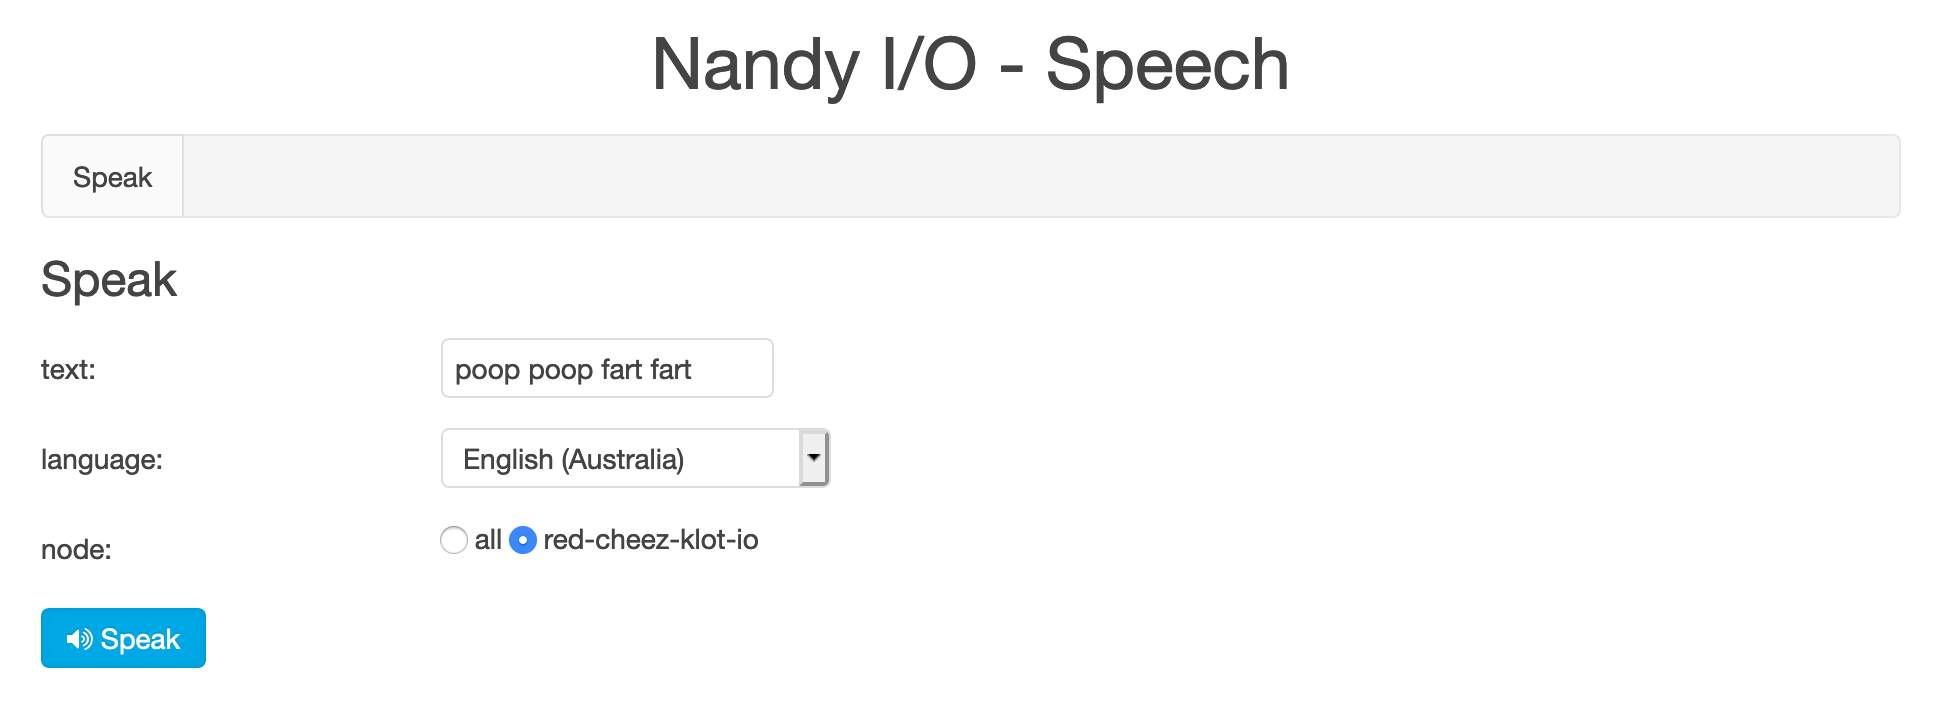 Nandy I/O - Speech
Speak
Speak
text: poop poop fart fart
language: English (Australia)
node: all red-cheez-klot-io
Speak